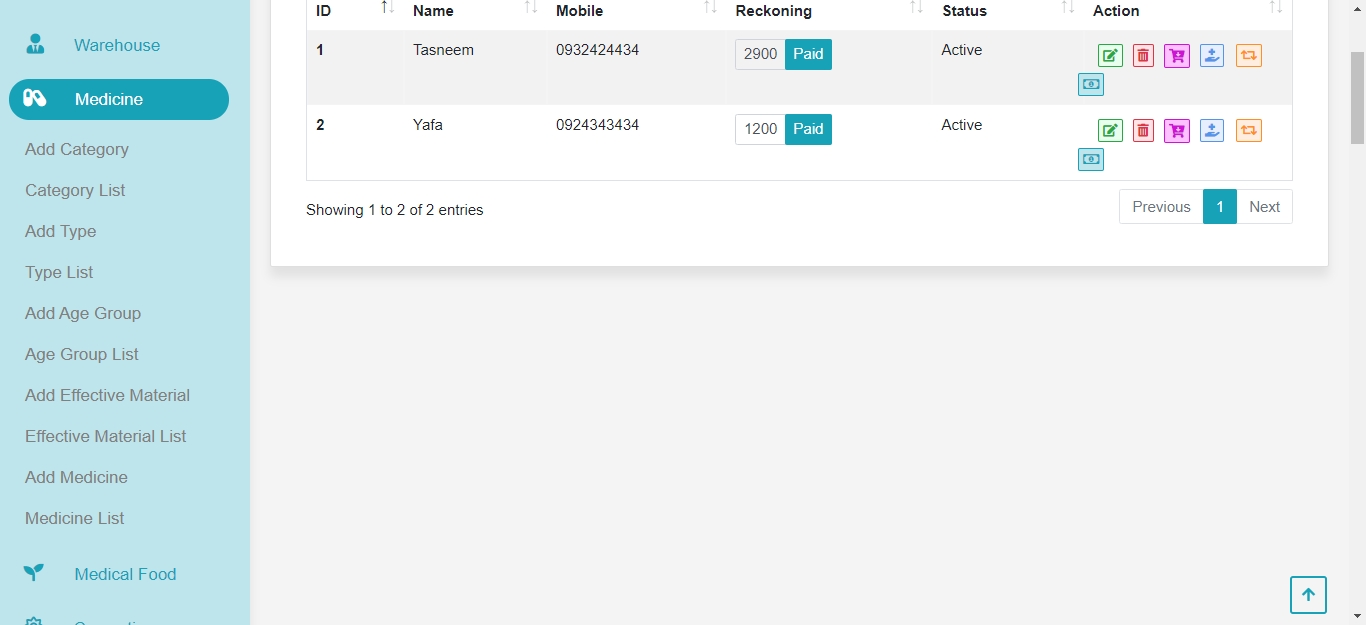 Warehouse
Medicine
Add Category
Category List
Add Type
Type List
Add Age Group
Age Group List
Add Effective Material
Effective Material List
Add Medicine
Medicine List
Medical Food
ID Name Mobile Reckoning Status Action
1 Tasneem 0932424434 2900 Paid Active
2 Yafa 0924343434 1200 Paid Active
Showing 1 to 2 of 2 entries
Previous 1 Next